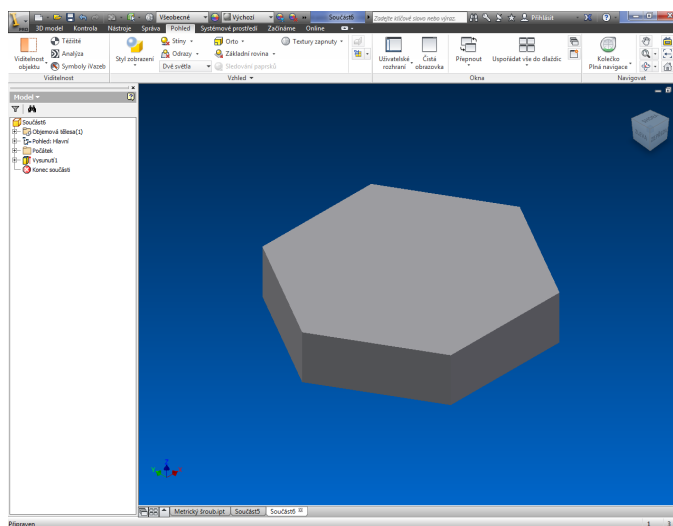 PRO
Všeobecné Výchozí Součást6 Zadejte klíčové slovo nebo výraz. Přihlásit
3D model Kontrola Nástroje Správa Pohled Systémové prostředí Začínáme Online
Viditelnost objektu
Těžiště
Analýza
Symboly iVazeb
Viditelnost
Styl zobrazení
Stíny
Odrazy
Dvě světla
Orto
Základní rovina
Sledování paprsků
Textury zapnuty
Vzhled
Uživatelské rozhraní
Čistá obrazovka
Přepnout
Uspořádat vše do dlaždic
Okna
Kolečko
Plná navigace
Navigovat
Model
Součást6
Objemová tělesa(1)
Pohled: Hlavní
Počátek
Vysunutí1
Konec součásti
Metrický šroub.ipt Součást5 Součást6
Připraven 1 3